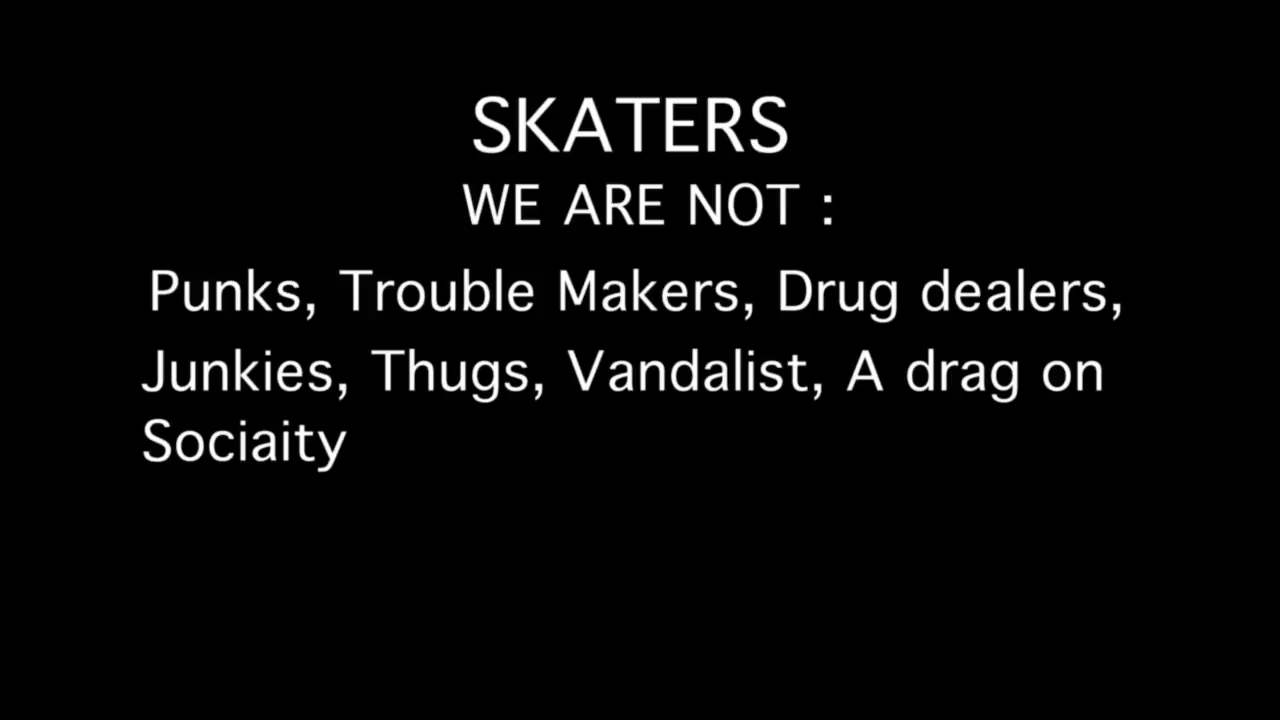 SKATERS
WE ARE NOT :
Punks, Trouble Makers, Drug dealers,
Junkies, Thugs, Vandalist, A drag on
Sociaity